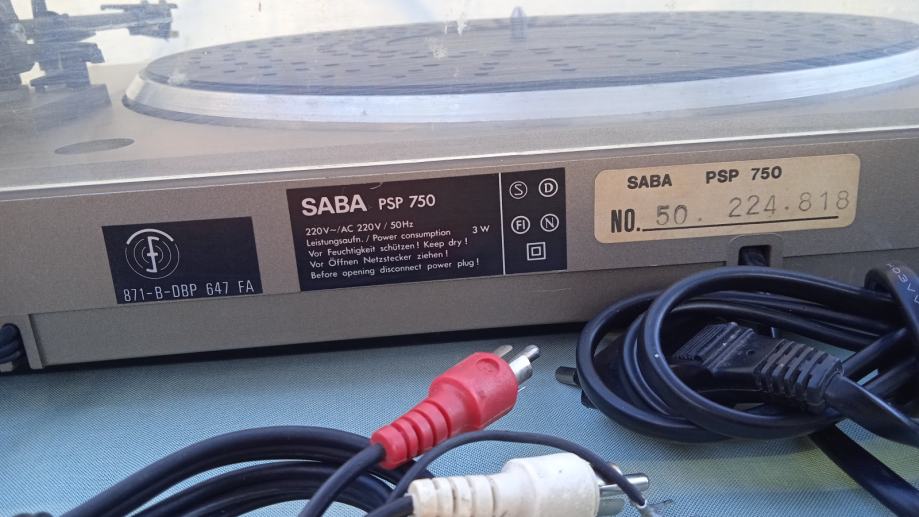 871-B-DBP 647 FA
SABA PSP 750
220V~/AC 220V / 50Hz
Leistungsaufn. / Power consumption 3 W
Vor Feuchtigkeit schützen! Keep dry!
Vor Öffnen Netzstecker ziehen!
Before opening disconnect power plug!
S D
FI N
SABA PSP 750
NO. 50. 224.818